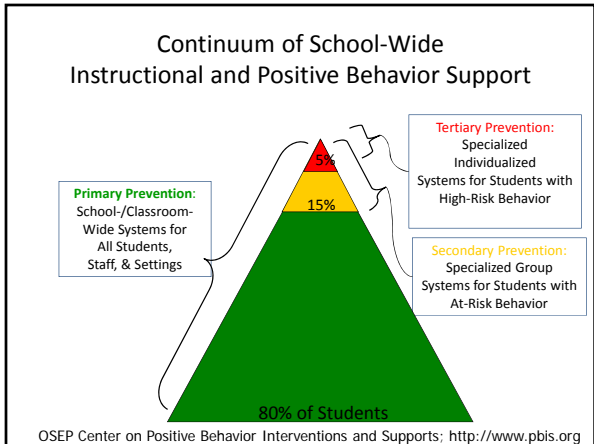 Continuum of School-Wide
Instructional and Positive Behavior Support
Primary Prevention:
School-/Classroom-
Wide Systems for
All Students,
Staff, & Settings
5%
15%
80% of Students
Tertiary Prevention:
Specialized
Individualized
Systems for Students with
High-Risk Behavior
Secondary Prevention:
Specialized Group
Systems for Students with
At-Risk Behavior
OSEP Center on Positive Behavior Interventions and Supports; http://www.pbis.org